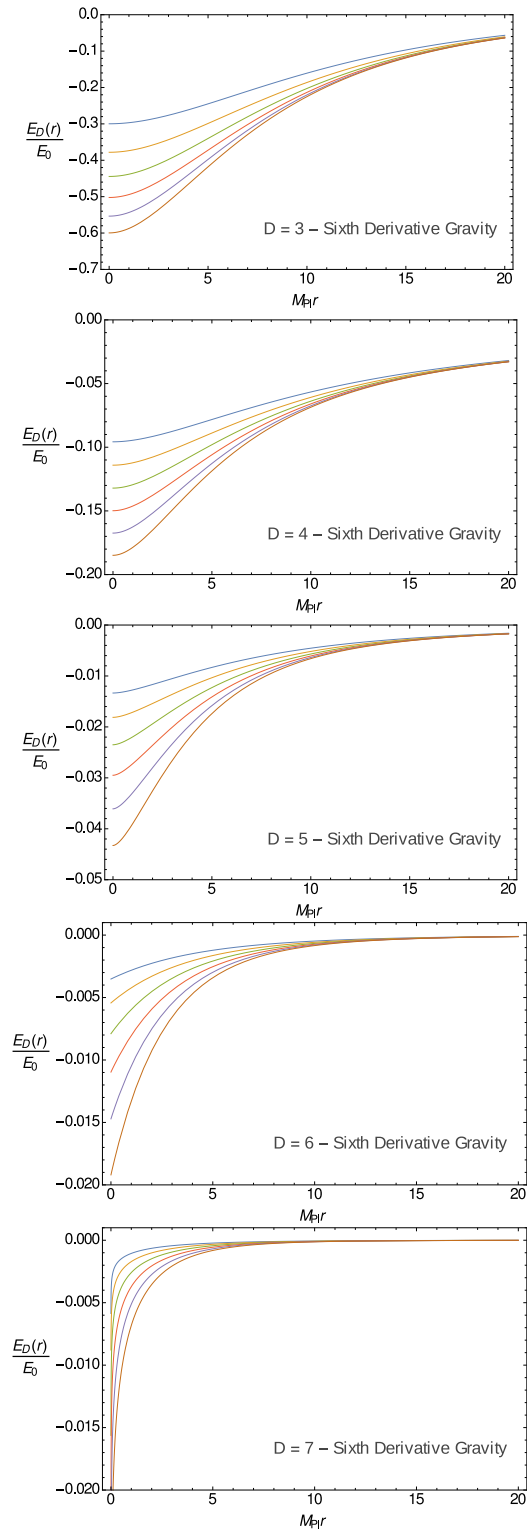 0.0
−0.1
−0.2
−0.3
E_D(r)
E_0
−0.4
−0.5
−0.6
D = 3 – Sixth Derivative Gravity
−0.7
0 5 10 15 20
M_Pl r
0.00
−0.05
E_D(r)
E_0
−0.10
−0.15
D = 4 – Sixth Derivative Gravity
−0.20
0 5 10 15 20
M_Pl r
0.00
−0.01
−0.02
E_D(r)
E_0
−0.03
−0.04
D = 5 – Sixth Derivative Gravity
−0.05
0 5 10 15 20
M_Pl r
0.000
−0.005
E_D(r)
E_0
−0.010
−0.015
D = 6 – Sixth Derivative Gravity
−0.020
0 5 10 15 20
M_Pl r
0.000
−0.005
E_D(r)
E_0
−0.010
−0.015
D = 7 – Sixth Derivative Gravity
−0.020
0 5 10 15 20
M_Pl r